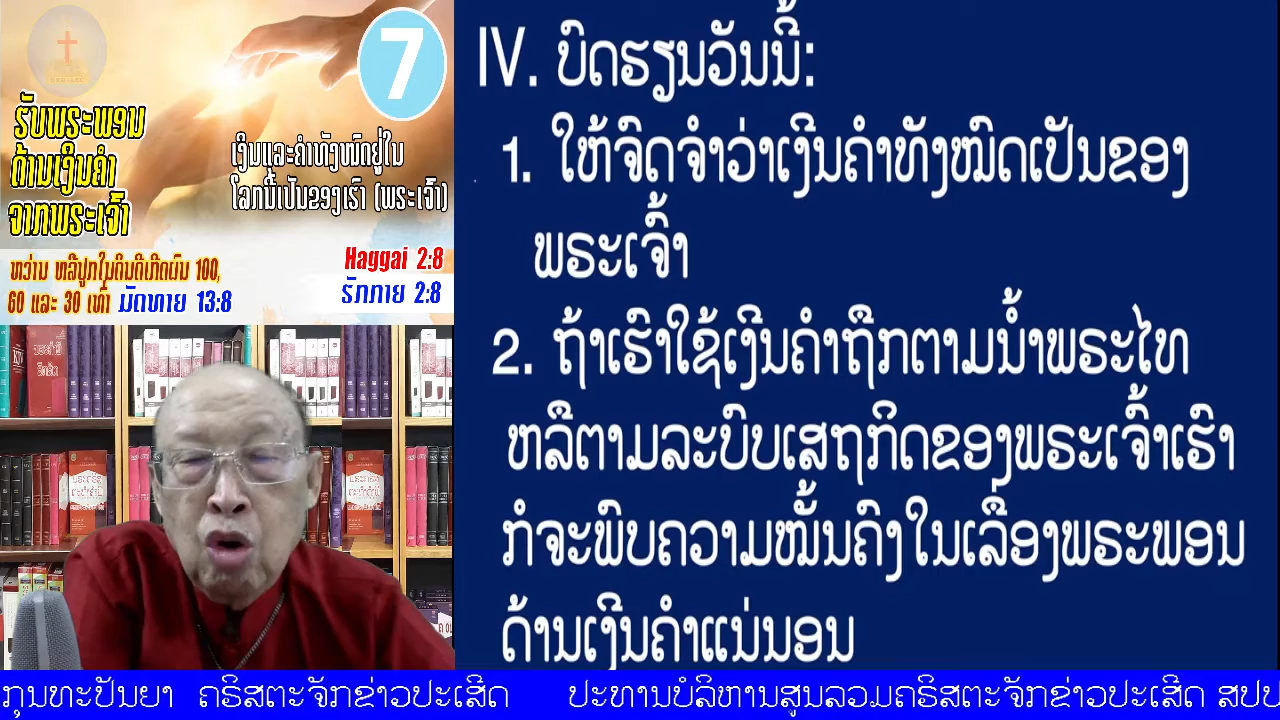 7
ຮັບພຣະພອນ
ດ້ານເງິນຄຳ
ຈາກພຣະເຈົ້າ
ເງິນແລະຄຳທັງໝົດຢູ່ໃນ
ໂລກນີ້ເປັນຂອງເຮົາ (ພຣະເຈົ້າ)
Haggai 2:8
ຮັກກາຍ 2:8
ຫວ່ານ ຫລືປູກໃນດິນດີເກີດຜົນ 100,
60 ແລະ 30 ເທົ່າ ມັດທາຍ 13:8
IV. ບົດຮຽນວັນນີ້:
1. ໃຫ້ຈິດຈຳວ່າເງີນຄຳທັງໝົດເປັນຂອງ
ພຣະເຈົ້າ
2. ຖ້າເຮົາໃຊ້ເງີນຄຳຖືກຕາມນ້ຳພຣະໄທ
ຫລືຕາມລະບົບເສຖກິດຂອງພຣະເຈົ້າເຮົາ
ກໍຈະພົບຄວາມໝັ້ນຄົງໃນເລື່ອງພຣະພອນ
ດ້ານເງີນຄຳແນ່ນອນ
ກຸນທະປັນຍາ ຄຣິສຕະຈັກຂ່າວປະເສີດ ປະທານບໍລິຫານສູນລວມຄຣິສຕະຈັກຂ່າວປະເສີດ ສປປ